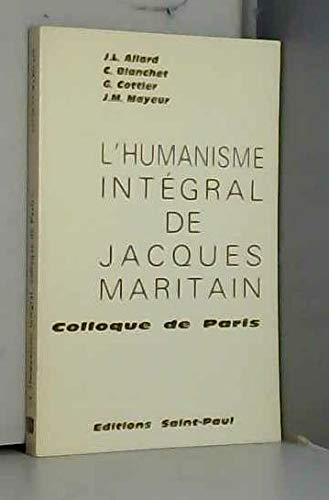 J.L. Allard
C. Blanchet
G. Cottier
J.M. Mayeur
L'HUMANISME
INTÉGRAL
DE
JACQUES
MARITAIN
Colloque de Paris
Editions Saint-Paul